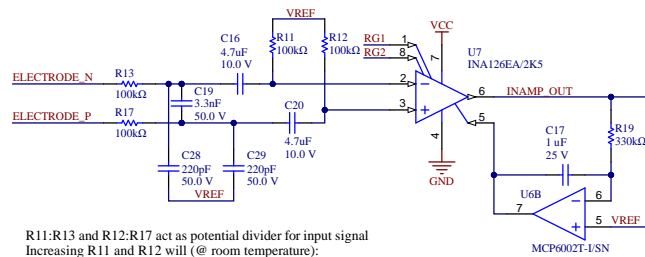 VREF
C16
4.7uF
10.0 V
R11
100kΩ
R12
100kΩ
RG1
RG2
1
8
VCC
7
U7
INA126EA/2K5
ELECTRODE_N
R13
100kΩ
C19
3.3nF
50.0 V
2
6
INAMP_OUT
ELECTRODE_P
R17
100kΩ
C20
4.7uF
10.0 V
3
5
4
GND
C17
1 uF
25 V
R19
330kΩ
C28
220pF
50.0 V
C29
220pF
50.0 V
VREF
U6B
7
6
5
VREF
MCP6002T-I/SN
R11:R13 and R12:R17 act as potential divider for input signal
Increasing R11 and R12 will (@ room temperature):